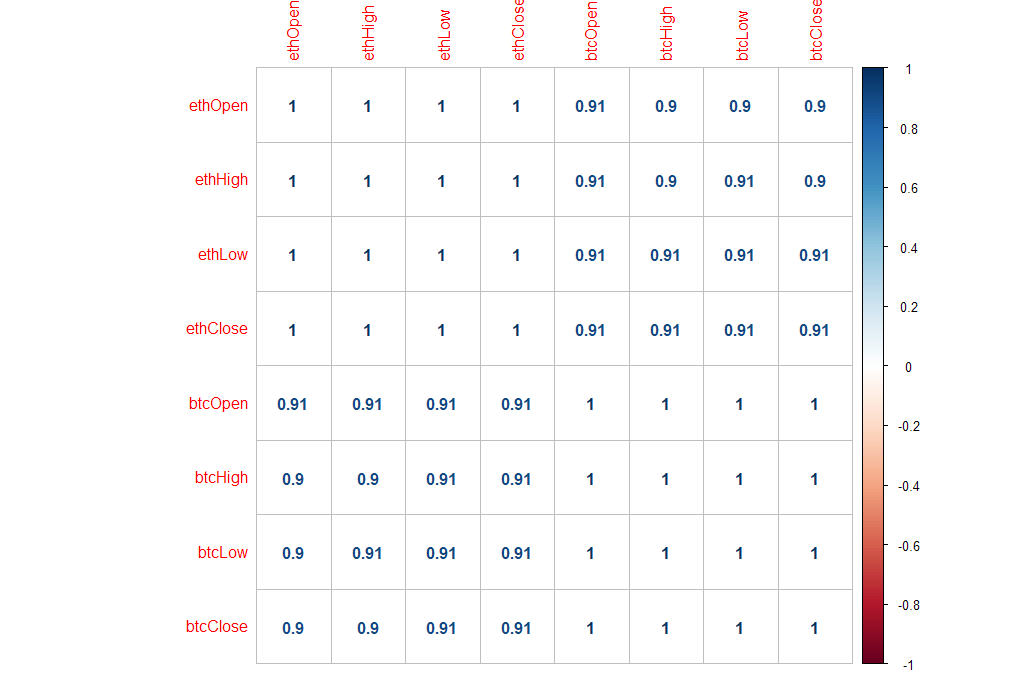 ethOpen ethHigh ethLow ethClose btcOpen btcHigh btcLow btcClose
ethOpen 1 1 1 1 0.91 0.9 0.9 0.9
ethHigh 1 1 1 1 0.91 0.9 0.91 0.9
ethLow 1 1 1 1 0.91 0.91 0.91 0.91
ethClose 1 1 1 1 0.91 0.91 0.91 0.91
btcOpen 0.91 0.91 0.91 0.91 1 1 1 1
btcHigh 0.9 0.9 0.91 0.91 1 1 1 1
btcLow 0.9 0.91 0.91 0.91 1 1 1 1
btcClose 0.9 0.9 0.91 0.91 1 1 1 1
1
0.8
0.6
0.4
0.2
0
-0.2
-0.4
-0.6
-0.8
-1